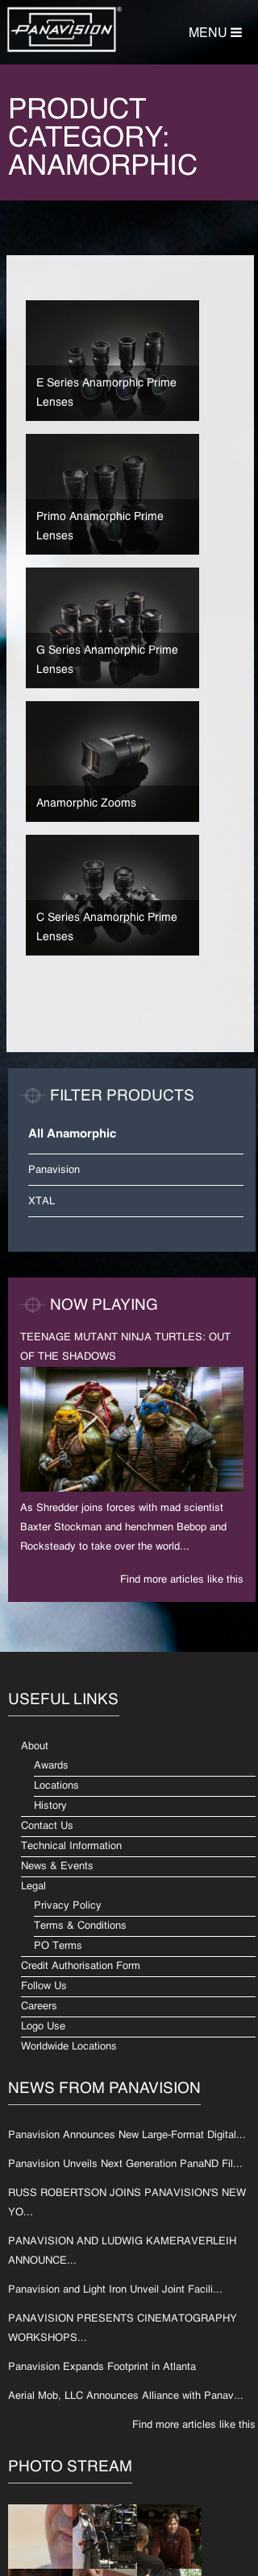 PANAVISION
MENU
PRODUCT
CATEGORY:
ANAMORPHIC
E Series Anamorphic Prime
Lenses
Primo Anamorphic Prime
Lenses
G Series Anamorphic Prime
Lenses
Anamorphic Zooms
C Series Anamorphic Prime
Lenses
FILTER PRODUCTS
All Anamorphic
Panavision
XTAL
NOW PLAYING
TEENAGE MUTANT NINJA TURTLES: OUT
OF THE SHADOWS
As Shredder joins forces with mad scientist
Baxter Stockman and henchmen Bebop and
Rocksteady to take over the world...
Find more articles like this
USEFUL LINKS
About
Awards
Locations
History
Contact Us
Technical Information
News & Events
Legal
Privacy Policy
Terms & Conditions
PO Terms
Credit Authorisation Form
Follow Us
Careers
Logo Use
Worldwide Locations
NEWS FROM PANAVISION
Panavision Announces New Large-Format Digital...
Panavision Unveils Next Generation PanaND Fil...
RUSS ROBERTSON JOINS PANAVISION'S NEW
YO...
PANAVISION AND LUDWIG KAMERAVERLEIH
ANNOUNCE...
Panavision and Light Iron Unveil Joint Facili...
PANAVISION PRESENTS CINEMATOGRAPHY
WORKSHOPS...
Panavision Expands Footprint in Atlanta
Aerial Mob, LLC Announces Alliance with Panav...
Find more articles like this
PHOTO STREAM